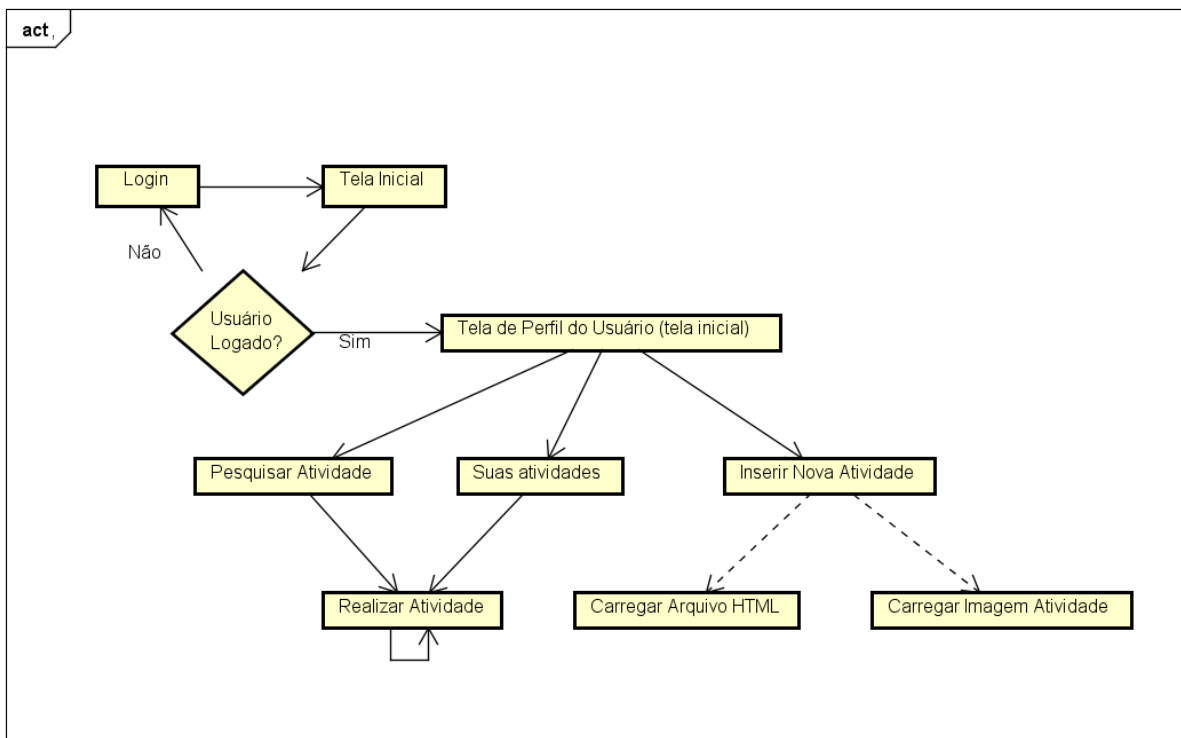 act ,
Login
Tela Inicial
Não
Usuário
Logado?
Sim
Tela de Perfil do Usuário (tela inicial)
Pesquisar Atividade
Suas atividades
Inserir Nova Atividade
Realizar Atividade
Carregar Arquivo HTML
Carregar Imagem Atividade